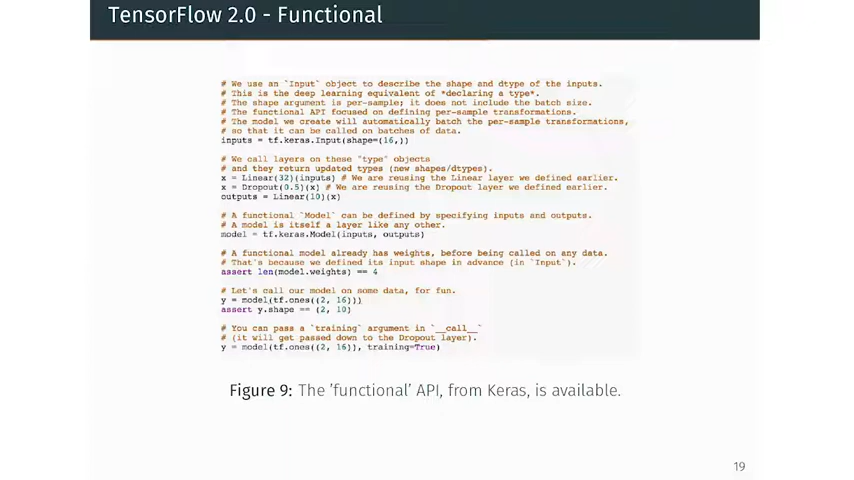 TensorFlow 2.0 - Functional
# We use an `Input` object to describe the shape and dtype of the inputs.
# This is the deep learning equivalent of *declaring a type*.
# The shape argument is per-sample; it does not include the batch size.
# The functional API focused on defining per-sample transformations.
# The model we create will automatically batch the per-sample transformations,
# so that it can be called on batches of data.
inputs = tf.keras.Input(shape=(16,))
# We call layers on these "type" objects
# and they return updated types (new shapes/dtypes).
x = Linear(32)(inputs) # We are reusing the Linear layer we defined earlier.
x = Dropout(0.5)(x) # We are reusing the Dropout layer we defined earlier.
outputs = Linear(10)(x)
# A functional `Model` can be defined by specifying inputs and outputs.
# A model is itself a layer like any other.
model = tf.keras.Model(inputs, outputs)
# A functional model already has weights, before being called on any data.
# That's because we defined its input shape in advance (in `Input`).
assert len(model.weights) == 4
# Let's call our model on some data, for fun.
y = model(tf.ones((2, 16)))
assert y.shape == (2, 10)
# You can pass a `training` argument in `__call__`
# (it will get passed down to the Dropout layer).
y = model(tf.ones((2, 16)), training=True)
Figure 9: The 'functional' API, from Keras, is available.
19